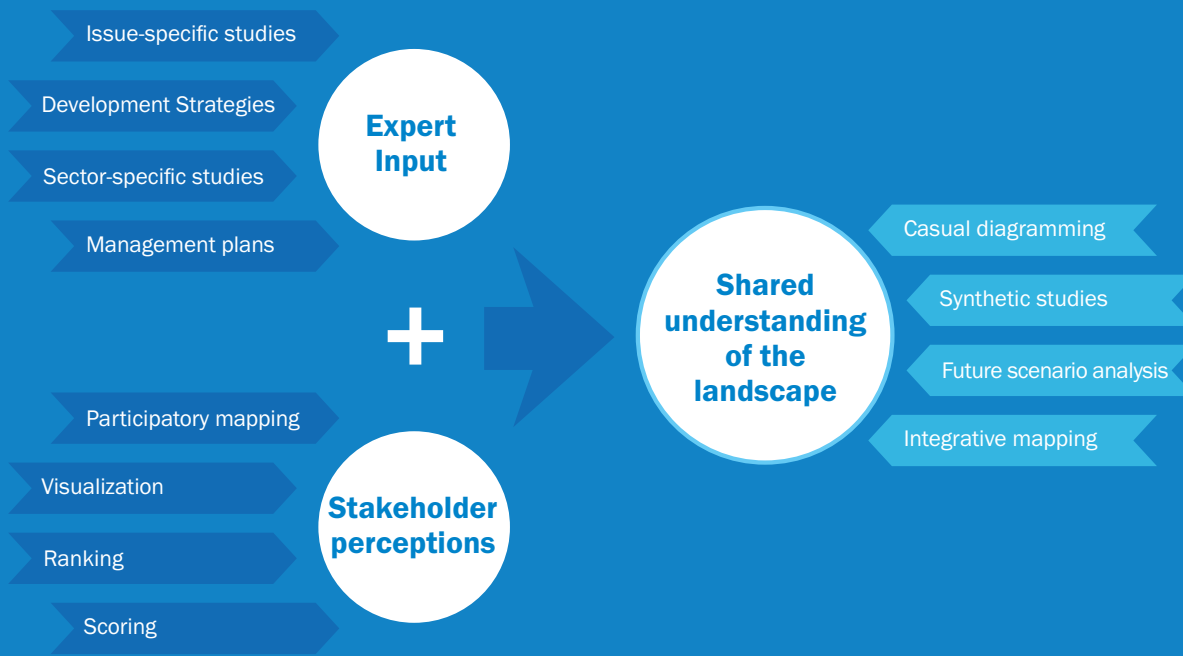 Issue-specific studies
Development Strategies
Sector-specific studies
Management plans
Expert
Input
+
Participatory mapping
Visualization
Ranking
Scoring
Stakeholder
perceptions
Shared
understanding
of the
landscape
Casual diagramming
Synthetic studies
Future scenario analysis
Integrative mapping